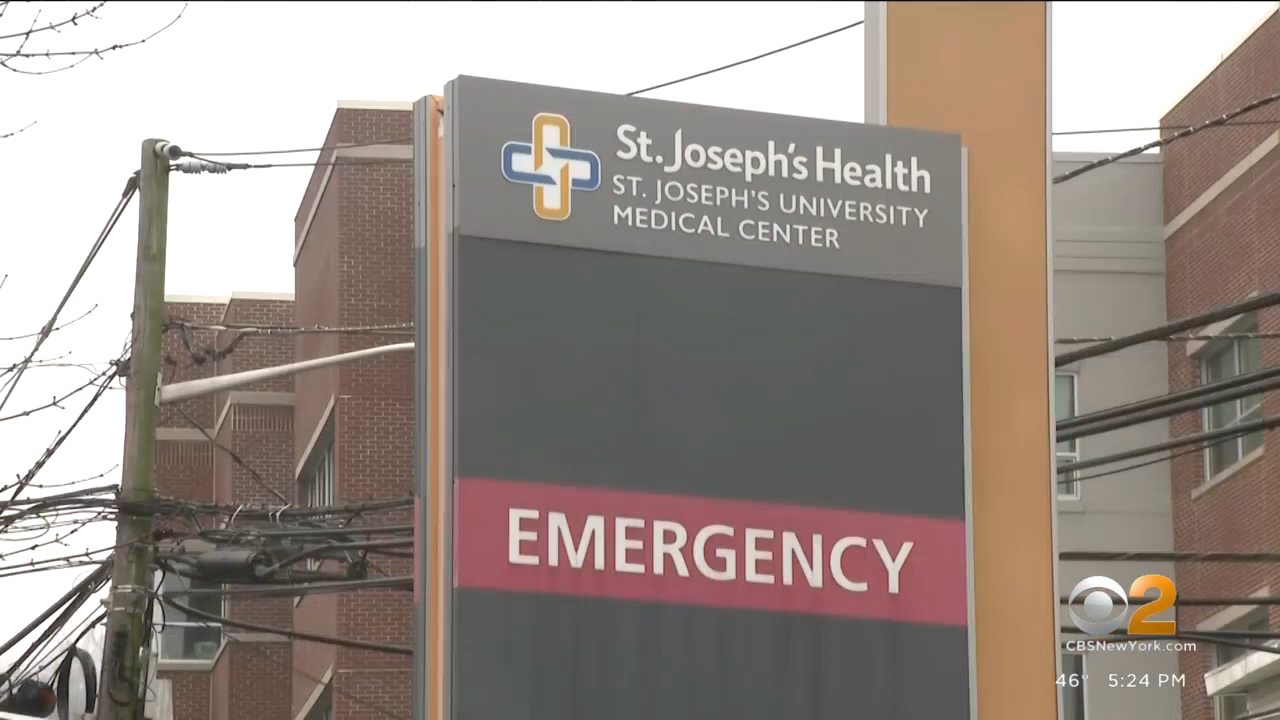 St. Joseph's Health
ST. JOSEPH'S UNIVERSITY
MEDICAL CENTER
EMERGENCY
2
CBSNewYork.com
46° 5:24 PM